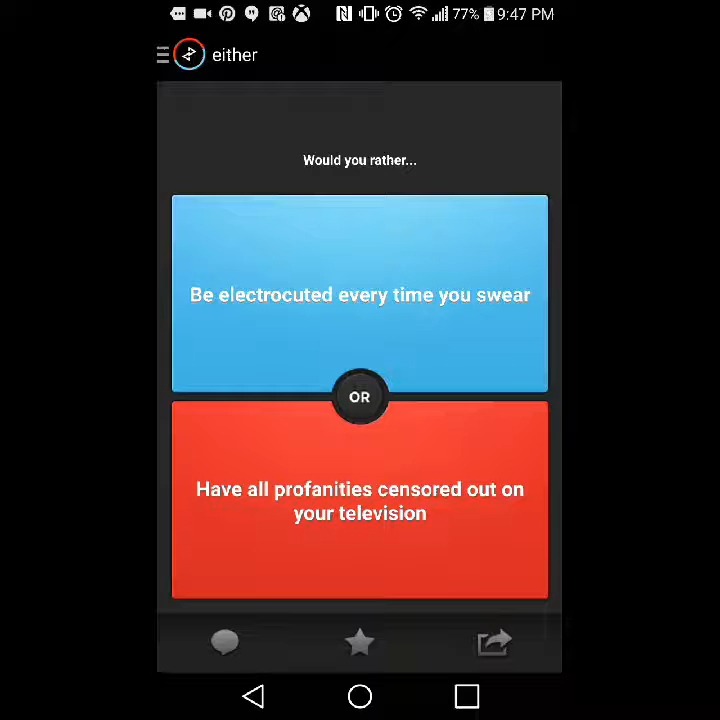 77% 9:47 PM
either
Would you rather...
Be electrocuted every time you swear
OR
Have all profanities censored out on
your television